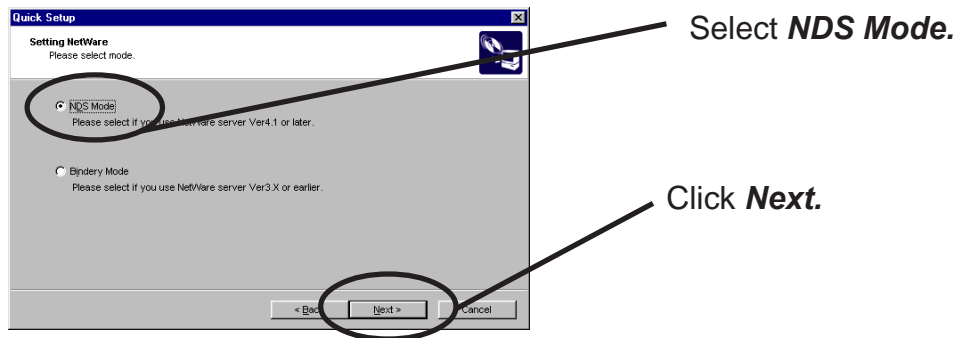 Quick Setup
Setting NetWare
Please select mode.
NDS Mode
Please select if you use NetWare server Ver4.1 or later.
Bindery Mode
Please select if you use NetWare server Ver3.X or earlier.
< Back
Next >
Cancel
Select NDS Mode.
Click Next.